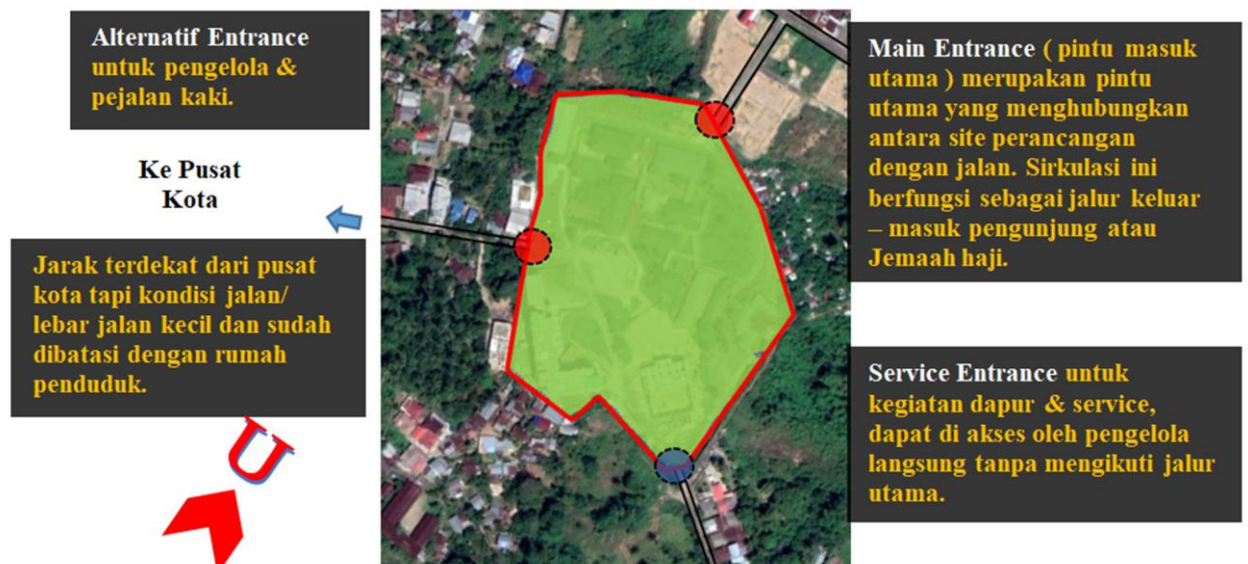 Alternatif Entrance
untuk pengelola &
pejalan kaki.
Ke Pusat
Kota
Jarak terdekat dari pusat
kota tapi kondisi jalan/
lebar jalan kecil dan sudah
dibatasi dengan rumah
penduduk.
U
Main Entrance ( pintu masuk
utama ) merupakan pintu
utama yang menghubungkan
antara site perancangan
dengan jalan. Sirkulasi ini
berfungsi sebagai jalur keluar
– masuk pengunjung atau
Jemaah haji.
Service Entrance untuk
kegiatan dapur & service,
dapat di akses oleh pengelola
langsung tanpa mengikuti jalur
utama.